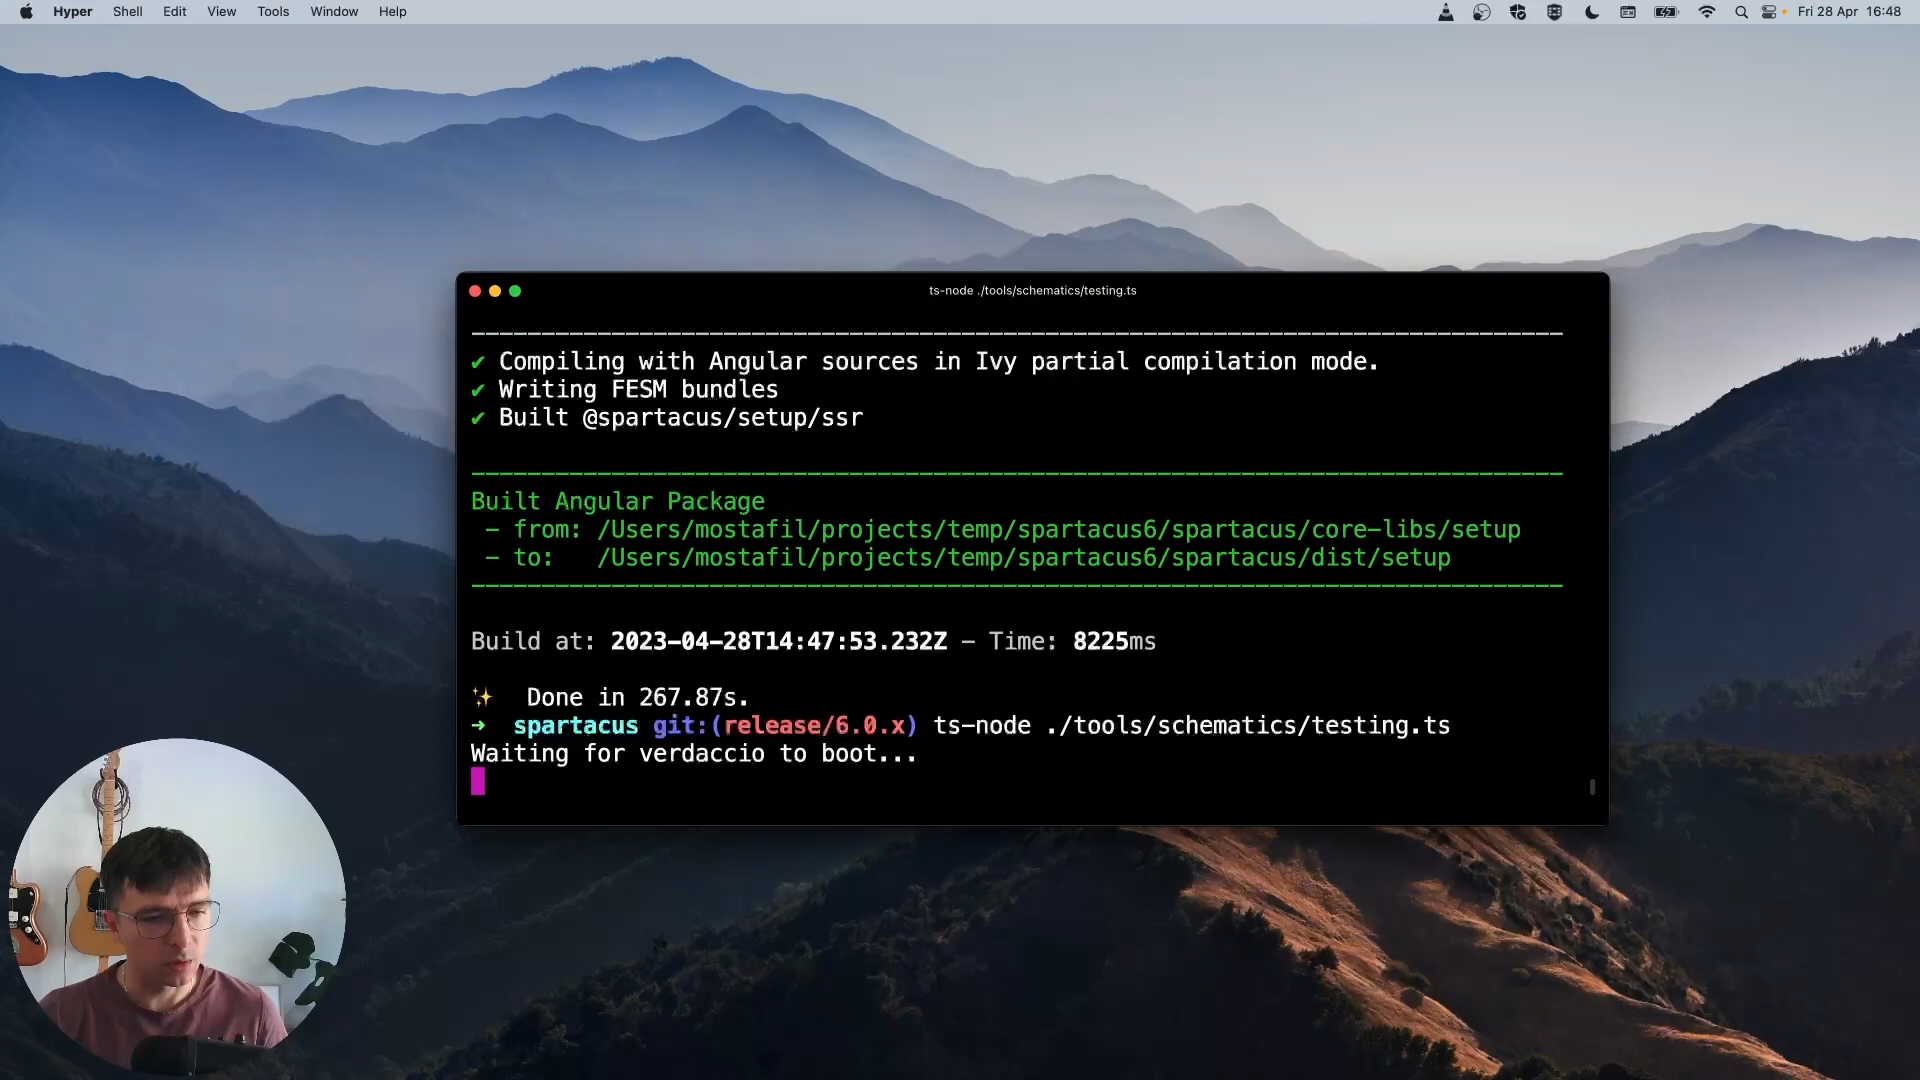 Hyper Shell Edit View Tools Window Help Fri 28 Apr 16:48
ts-node ./tools/schematics/testing.ts
✔ Compiling with Angular sources in Ivy partial compilation mode.
✔ Writing FESM bundles
✔ Built @spartacus/setup/ssr
Built Angular Package
– from: /Users/mostafil/projects/temp/spartacus6/spartacus/core-libs/setup
– to: /Users/mostafil/projects/temp/spartacus6/spartacus/dist/setup
Build at: 2023-04-28T14:47:53.232Z – Time: 8225ms
✨ Done in 267.87s.
➜ spartacus git:(release/6.0.x) ts-node ./tools/schematics/testing.ts
Waiting for verdaccio to boot...